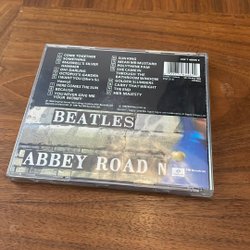 COME TOGETHER
SOMETHING
MAXWELL'S SILVER
HAMMER
OH! DARLING
OCTOPUS'S GARDEN
I WANT YOU (She's So
Heavy)
HERE COMES THE SUN
BECAUSE
YOU NEVER GIVE ME
YOUR MONEY
SUN KING
MEAN MR MUSTARD
POLYTHENE PAM
SHE CAME IN
THROUGH THE
BATHROOM WINDOW
GOLDEN SLUMBERS
CARRY THAT WEIGHT
THE END
HER MAJESTY
BEATLES
ABBEY ROAD N